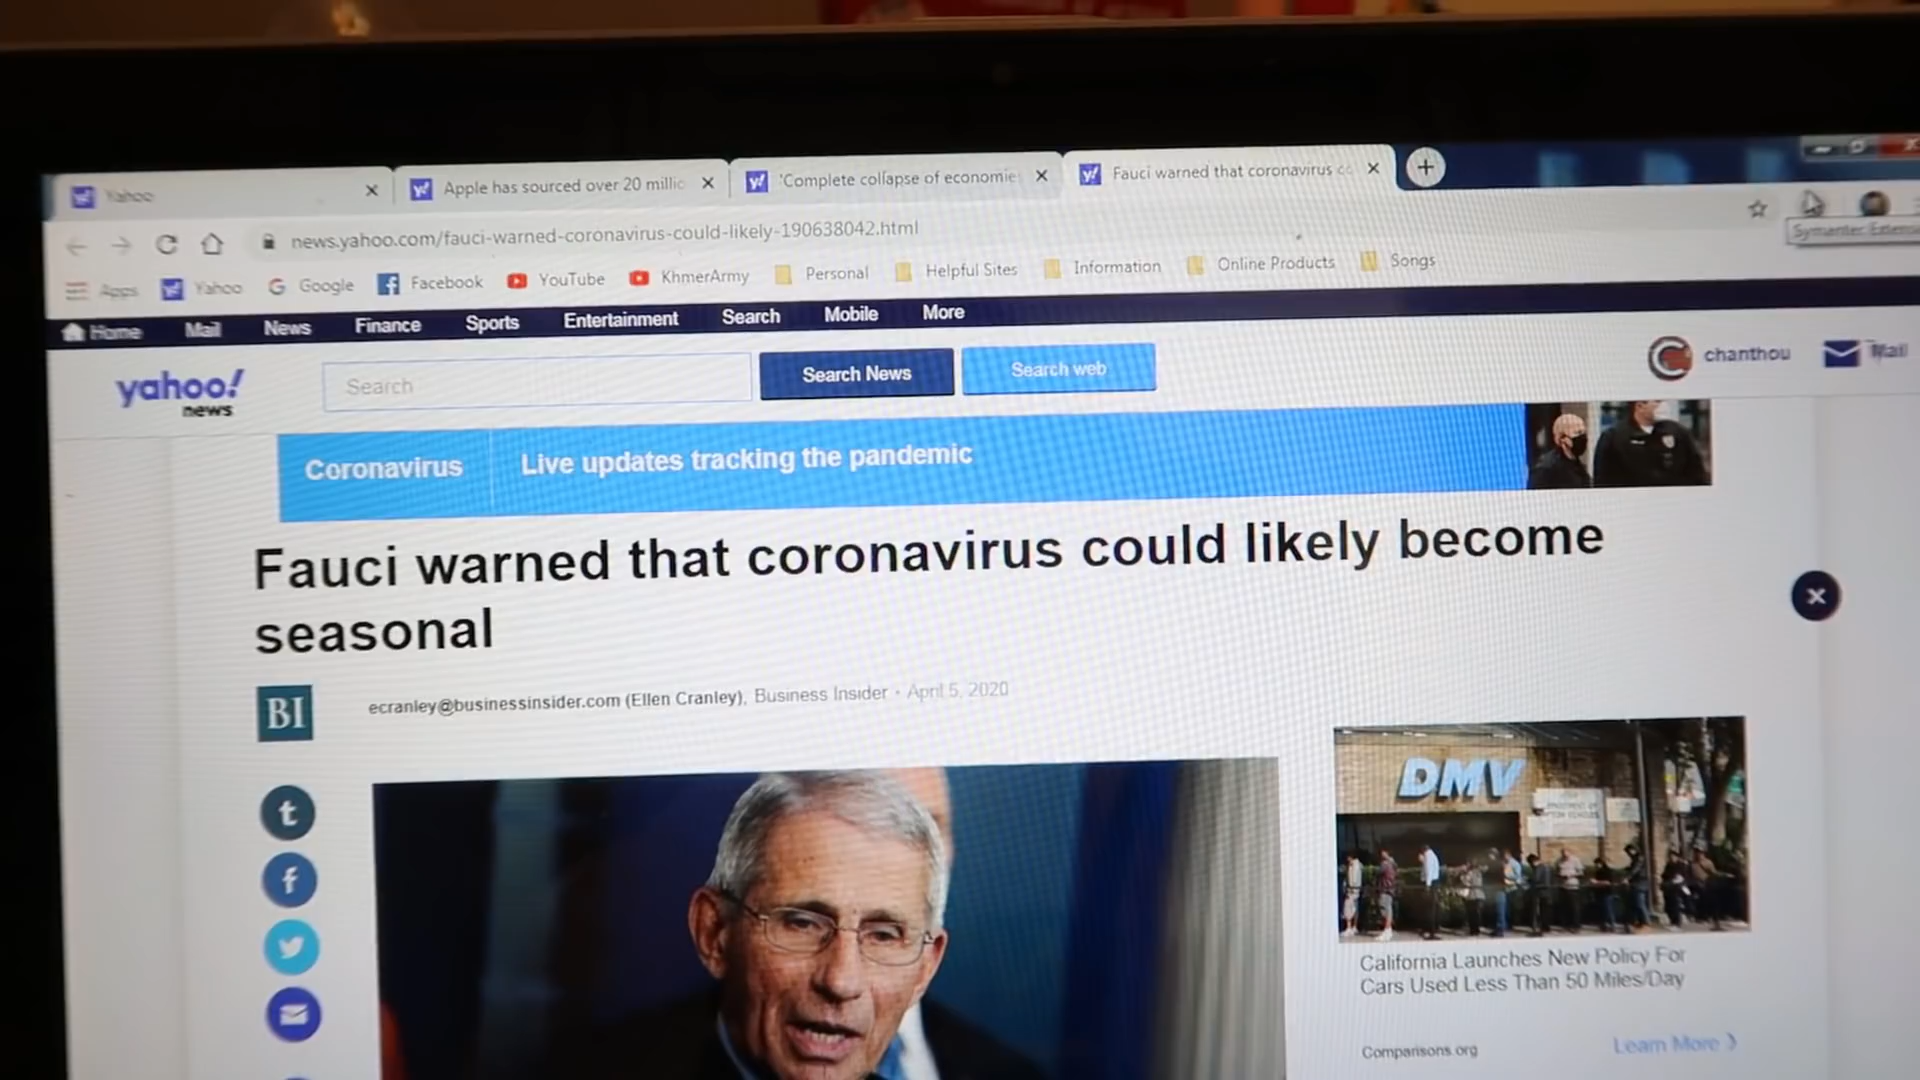 Yahoo
Apple has sourced over 20 millic
'Complete collapse of economie
Fauci warned that coronavirus co
news.yahoo.com/fauci-warned-coronavirus-could-likely-190638042.html
Apps Yahoo Google Facebook YouTube KhmerArmy Personal Helpful Sites Information Online Products Songs
Home Mail News Finance Sports Entertainment Search Mobile More
yahoo!
news
Search
Search News
Search web
chanthou
Mail
Coronavirus
Live updates tracking the pandemic
Fauci warned that coronavirus could likely become
seasonal
BI
ecranley@businessinsider.com (Ellen Cranley), Business Insider • April 5, 2020
DMV
California Launches New Policy For
Cars Used Less Than 50 Miles/Day
Comparisons.org
Learn More